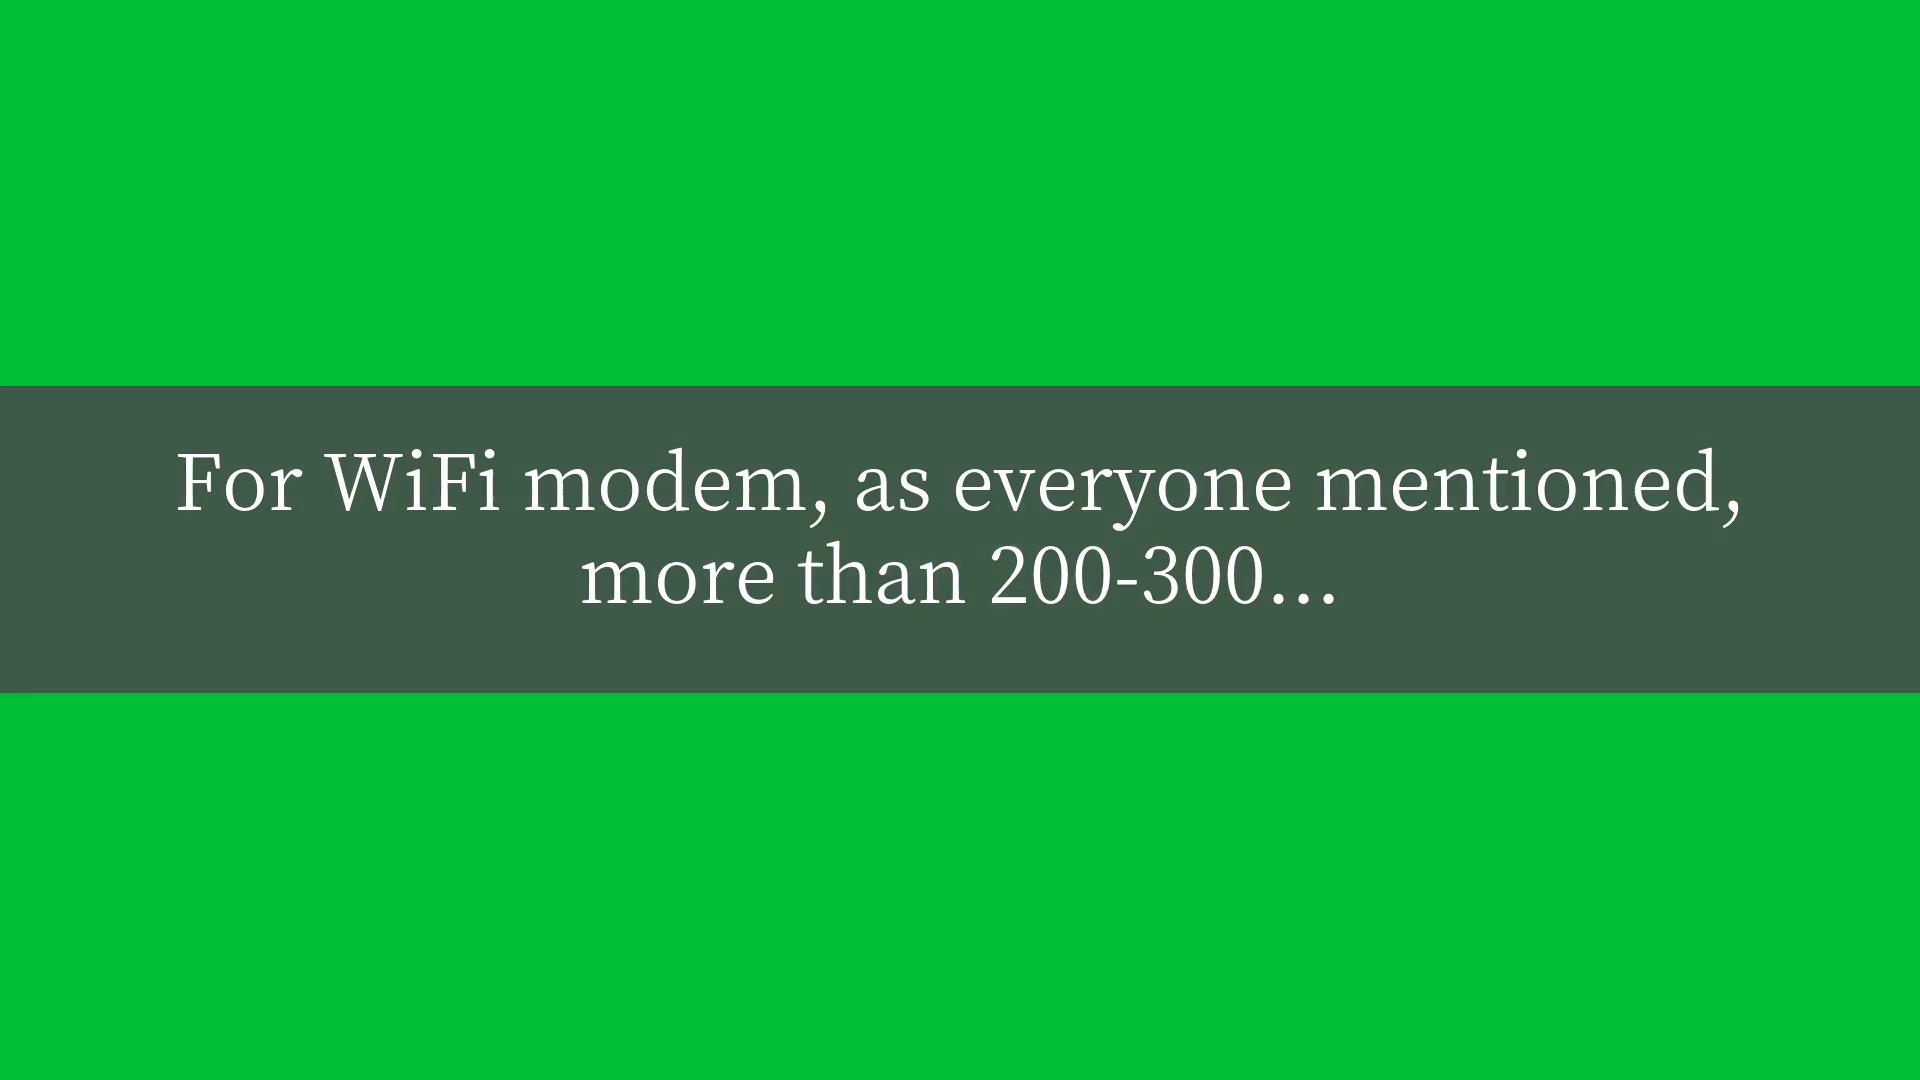 For WiFi modem, as everyone mentioned,
more than 200-300...